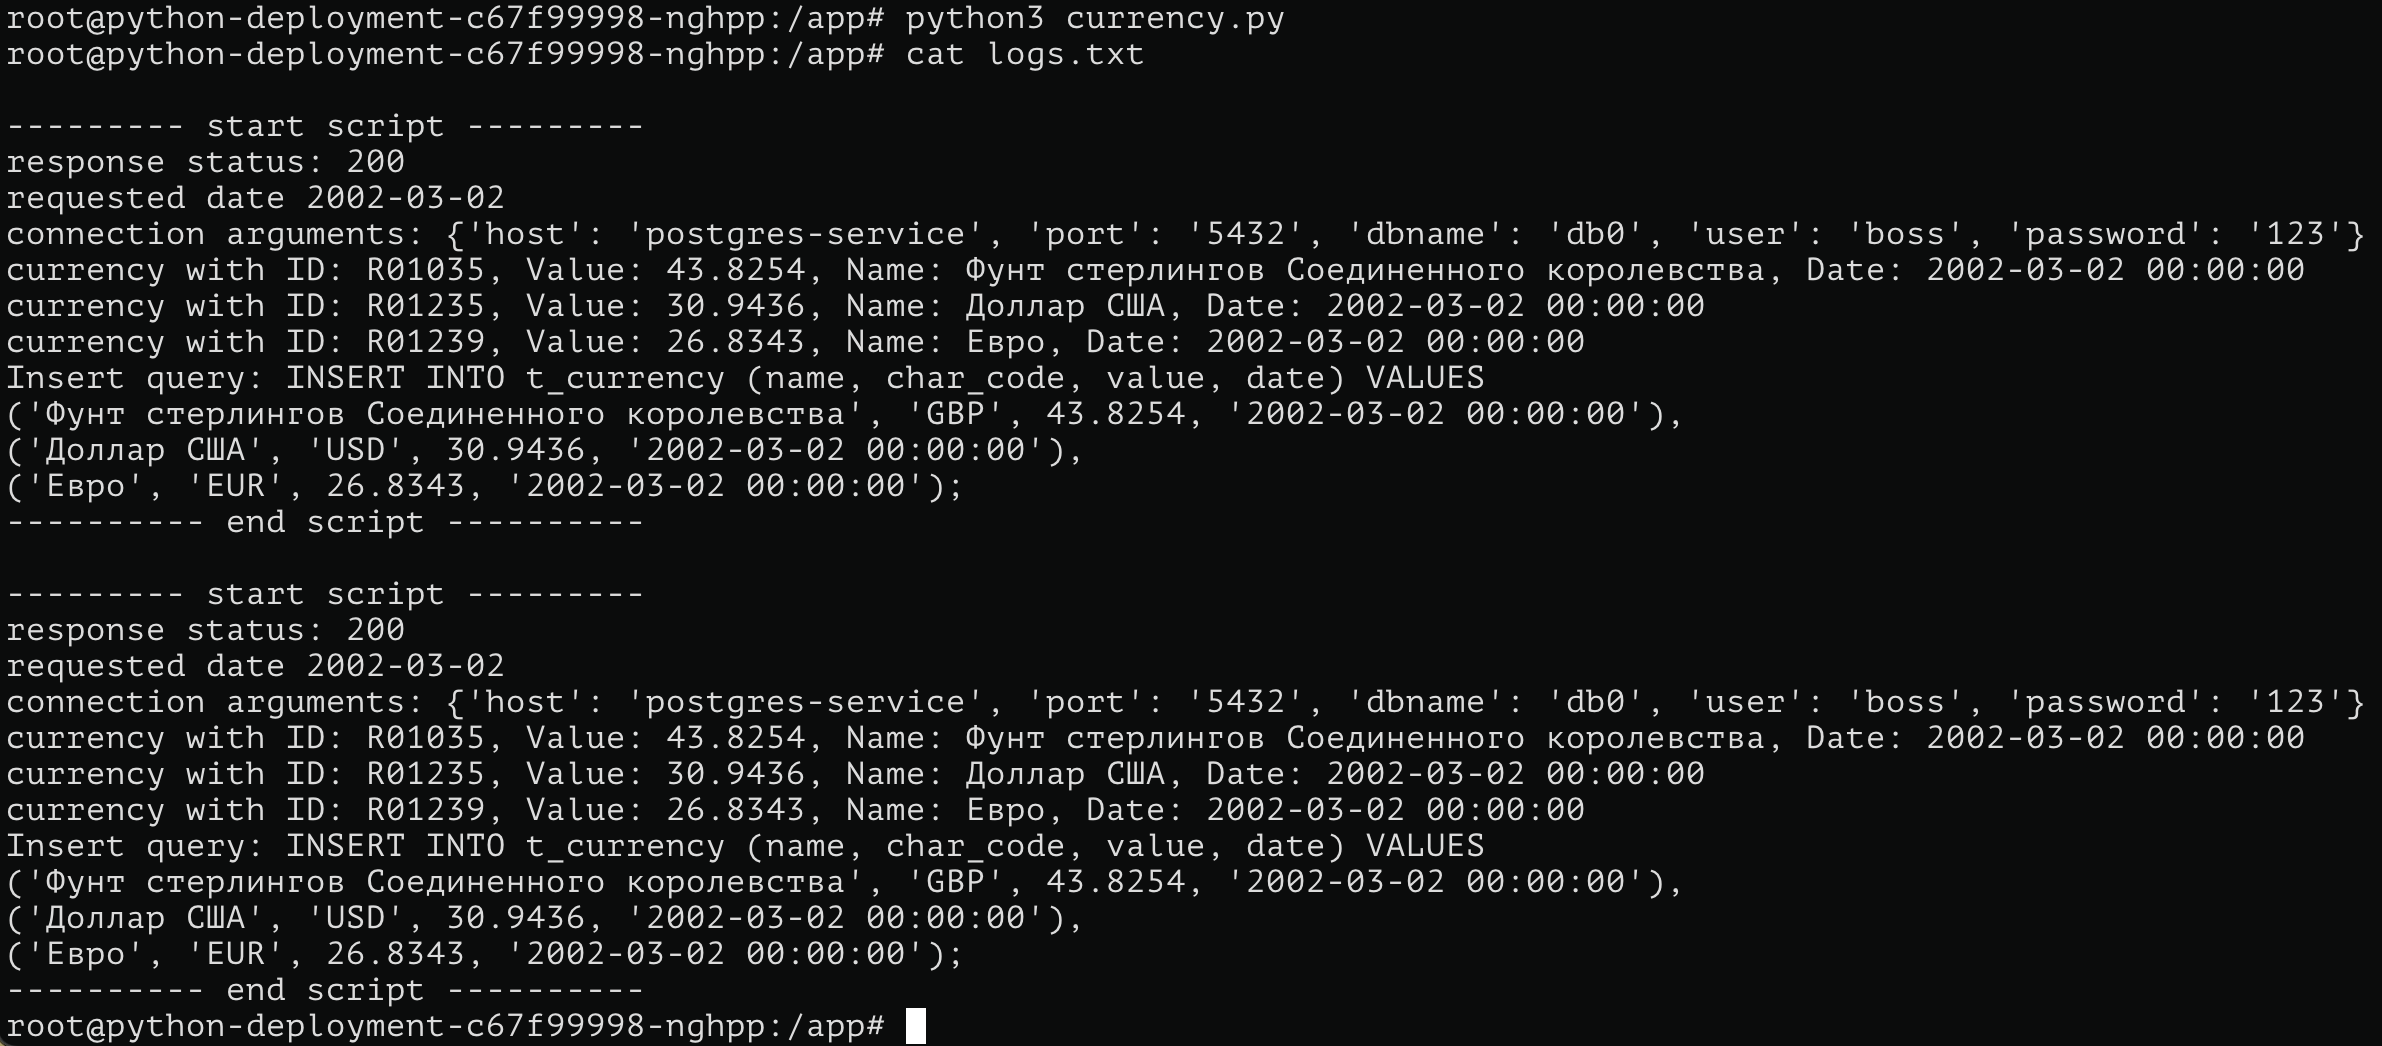 root@python-deployment-c67f99998-nghpp:/app# python3 currency.py
root@python-deployment-c67f99998-nghpp:/app# cat logs.txt
--------- start script ---------
response status: 200
requested date 2002-03-02
connection arguments: {'host': 'postgres-service', 'port': '5432', 'dbname': 'db0', 'user': 'boss', 'password': '123'}
currency with ID: R01035, Value: 43.8254, Name: Фунт стерлингов Соединенного королевства, Date: 2002-03-02 00:00:00
currency with ID: R01235, Value: 30.9436, Name: Доллар США, Date: 2002-03-02 00:00:00
currency with ID: R01239, Value: 26.8343, Name: Евро, Date: 2002-03-02 00:00:00
Insert query: INSERT INTO t_currency (name, char_code, value, date) VALUES
('Фунт стерлингов Соединенного королевства', 'GBP', 43.8254, '2002-03-02 00:00:00'),
('Доллар США', 'USD', 30.9436, '2002-03-02 00:00:00'),
('Евро', 'EUR', 26.8343, '2002-03-02 00:00:00');
---------- end script ----------
--------- start script ---------
response status: 200
requested date 2002-03-02
connection arguments: {'host': 'postgres-service', 'port': '5432', 'dbname': 'db0', 'user': 'boss', 'password': '123'}
currency with ID: R01035, Value: 43.8254, Name: Фунт стерлингов Соединенного королевства, Date: 2002-03-02 00:00:00
currency with ID: R01235, Value: 30.9436, Name: Доллар США, Date: 2002-03-02 00:00:00
currency with ID: R01239, Value: 26.8343, Name: Евро, Date: 2002-03-02 00:00:00
Insert query: INSERT INTO t_currency (name, char_code, value, date) VALUES
('Фунт стерлингов Соединенного королевства', 'GBP', 43.8254, '2002-03-02 00:00:00'),
('Доллар США', 'USD', 30.9436, '2002-03-02 00:00:00'),
('Евро', 'EUR', 26.8343, '2002-03-02 00:00:00');
---------- end script ----------
root@python-deployment-c67f99998-nghpp:/app#